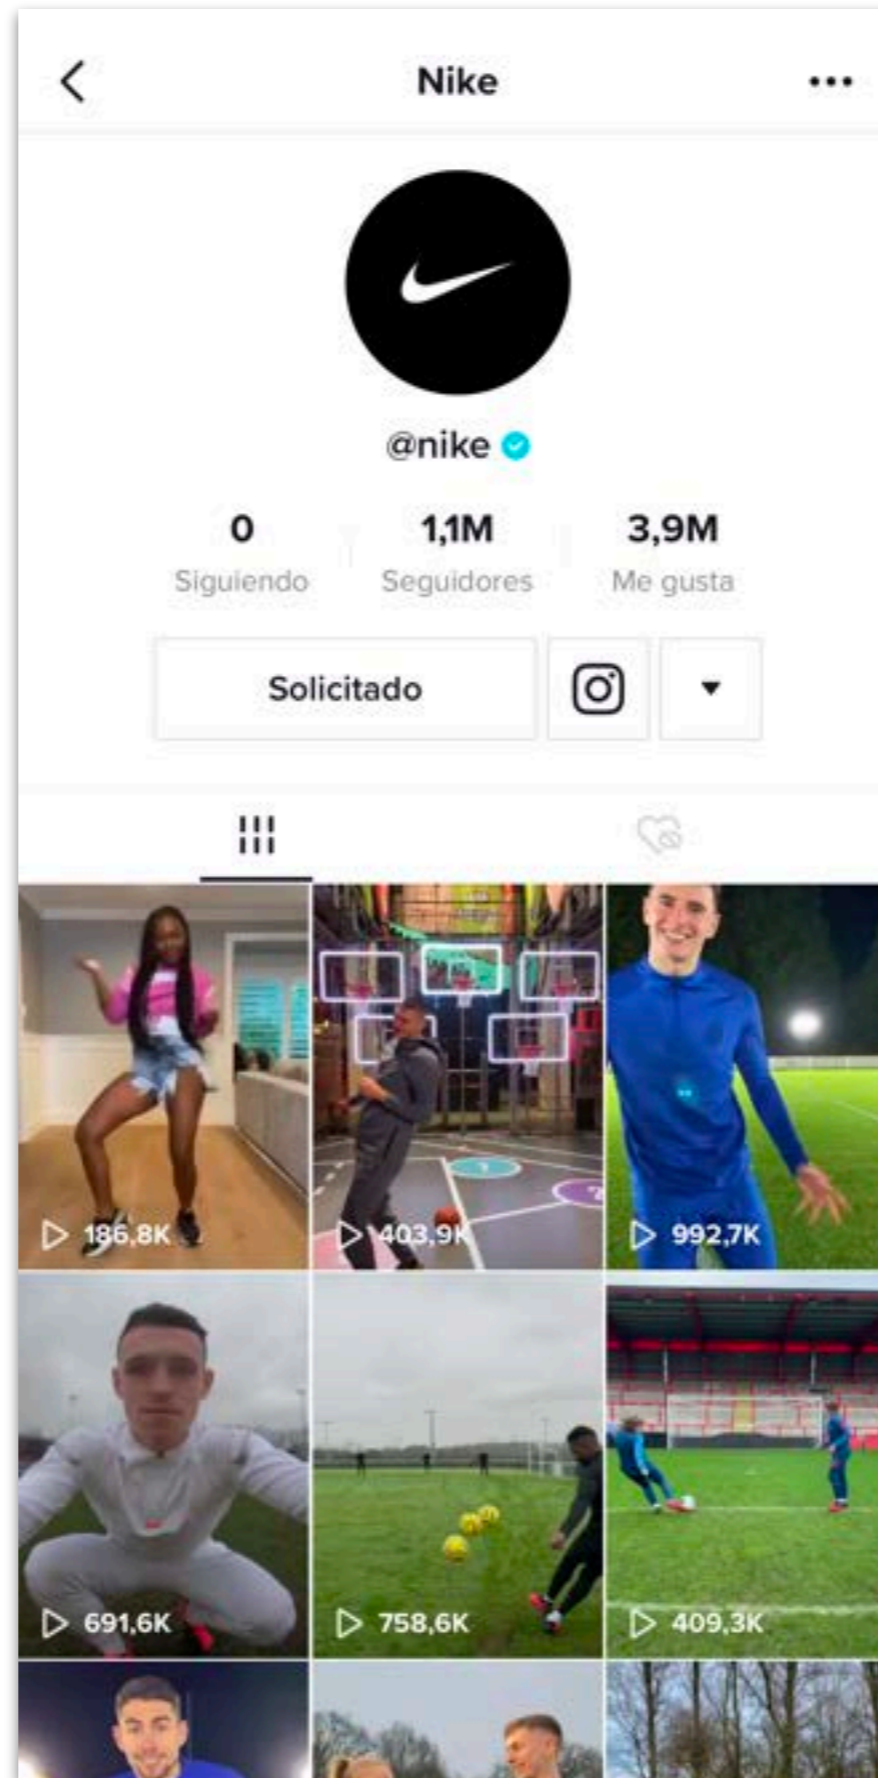 Nike
@nike
0 1,1M 3,9M
Siguiendo Seguidores Me gusta
Solicitado
186,8K 403,9K 992,7K
691,6K 758,6K 409,3K